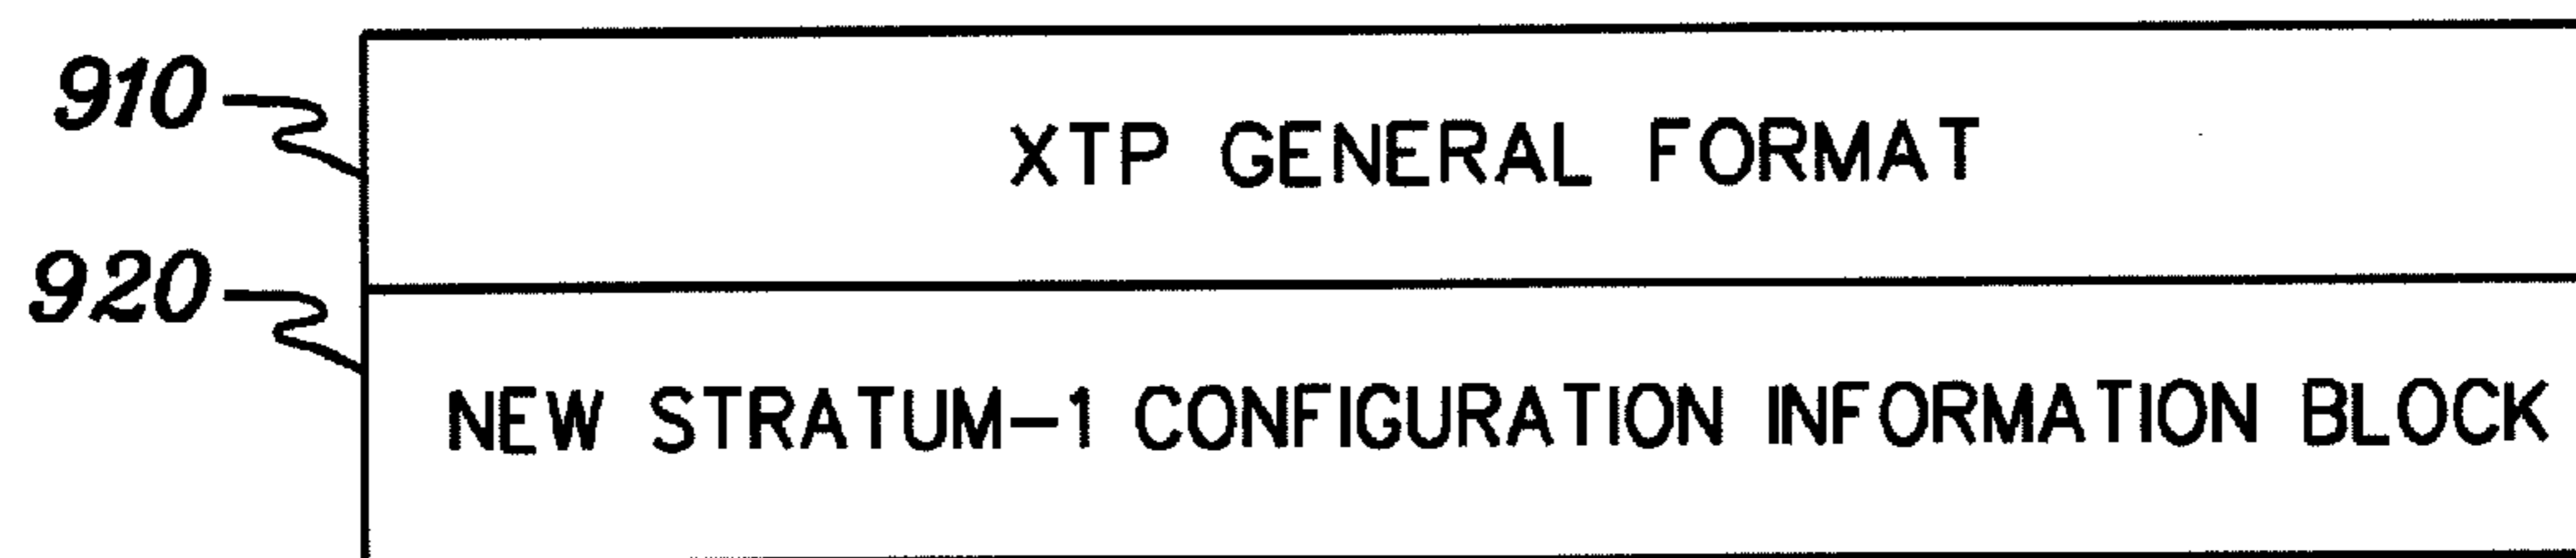 910
XTP GENERAL FORMAT
920
NEW STRATUM-1 CONFIGURATION INFORMATION BLOCK